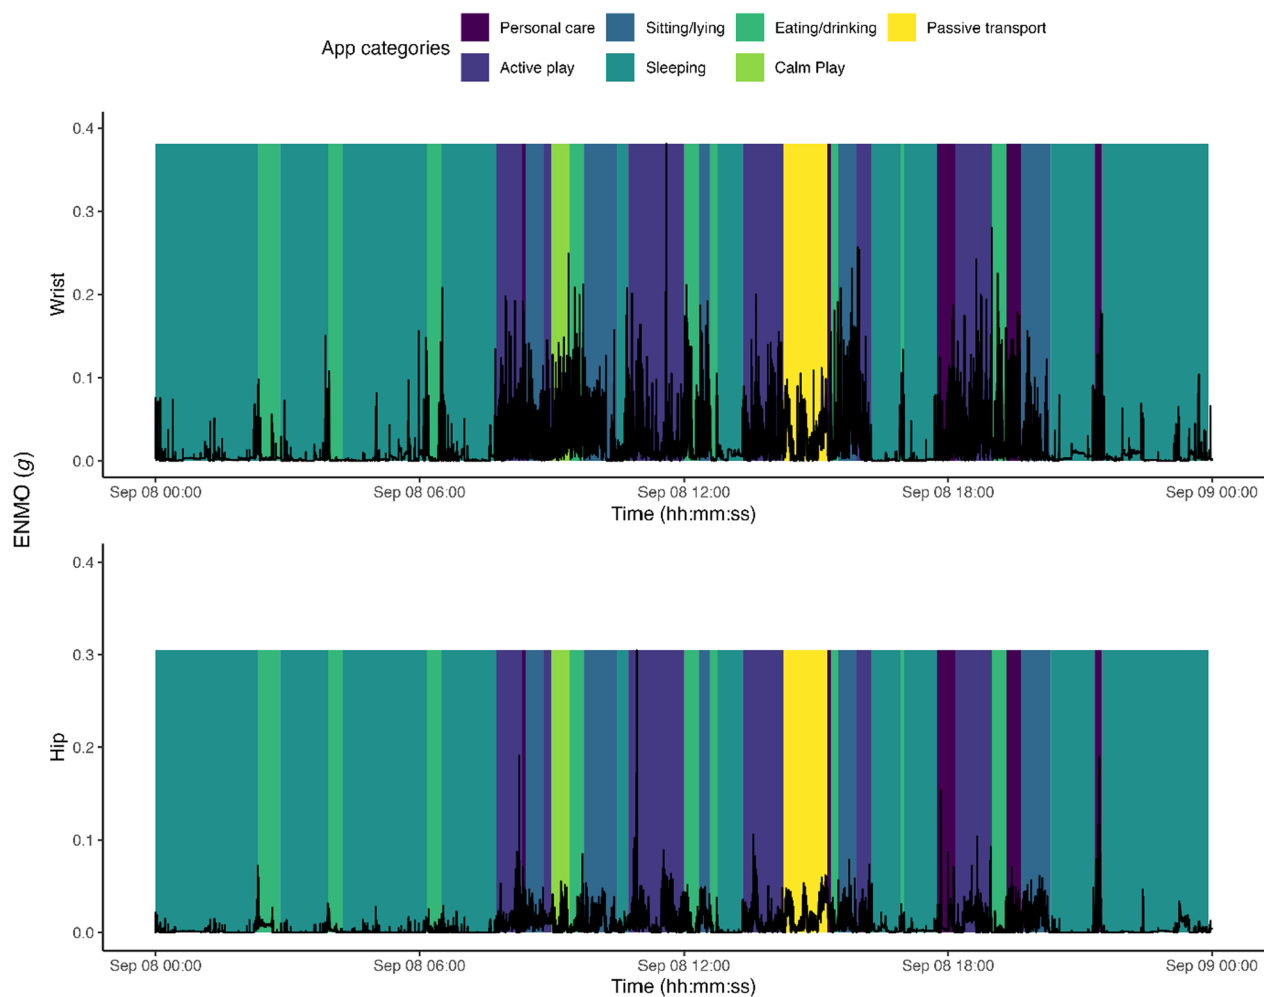 App categories
Personal care Sitting/lying Eating/drinking Passive transport
Active play Sleeping Calm Play
ENMO (g)
Wrist
0.4
0.3
0.2
0.1
0.0
Sep 08 00:00 Sep 08 06:00 Sep 08 12:00 Sep 08 18:00 Sep 09 00:00
Time (hh:mm:ss)
Hip
0.4
0.3
0.2
0.1
0.0
Sep 08 00:00 Sep 08 06:00 Sep 08 12:00 Sep 08 18:00 Sep 09 00:00
Time (hh:mm:ss)